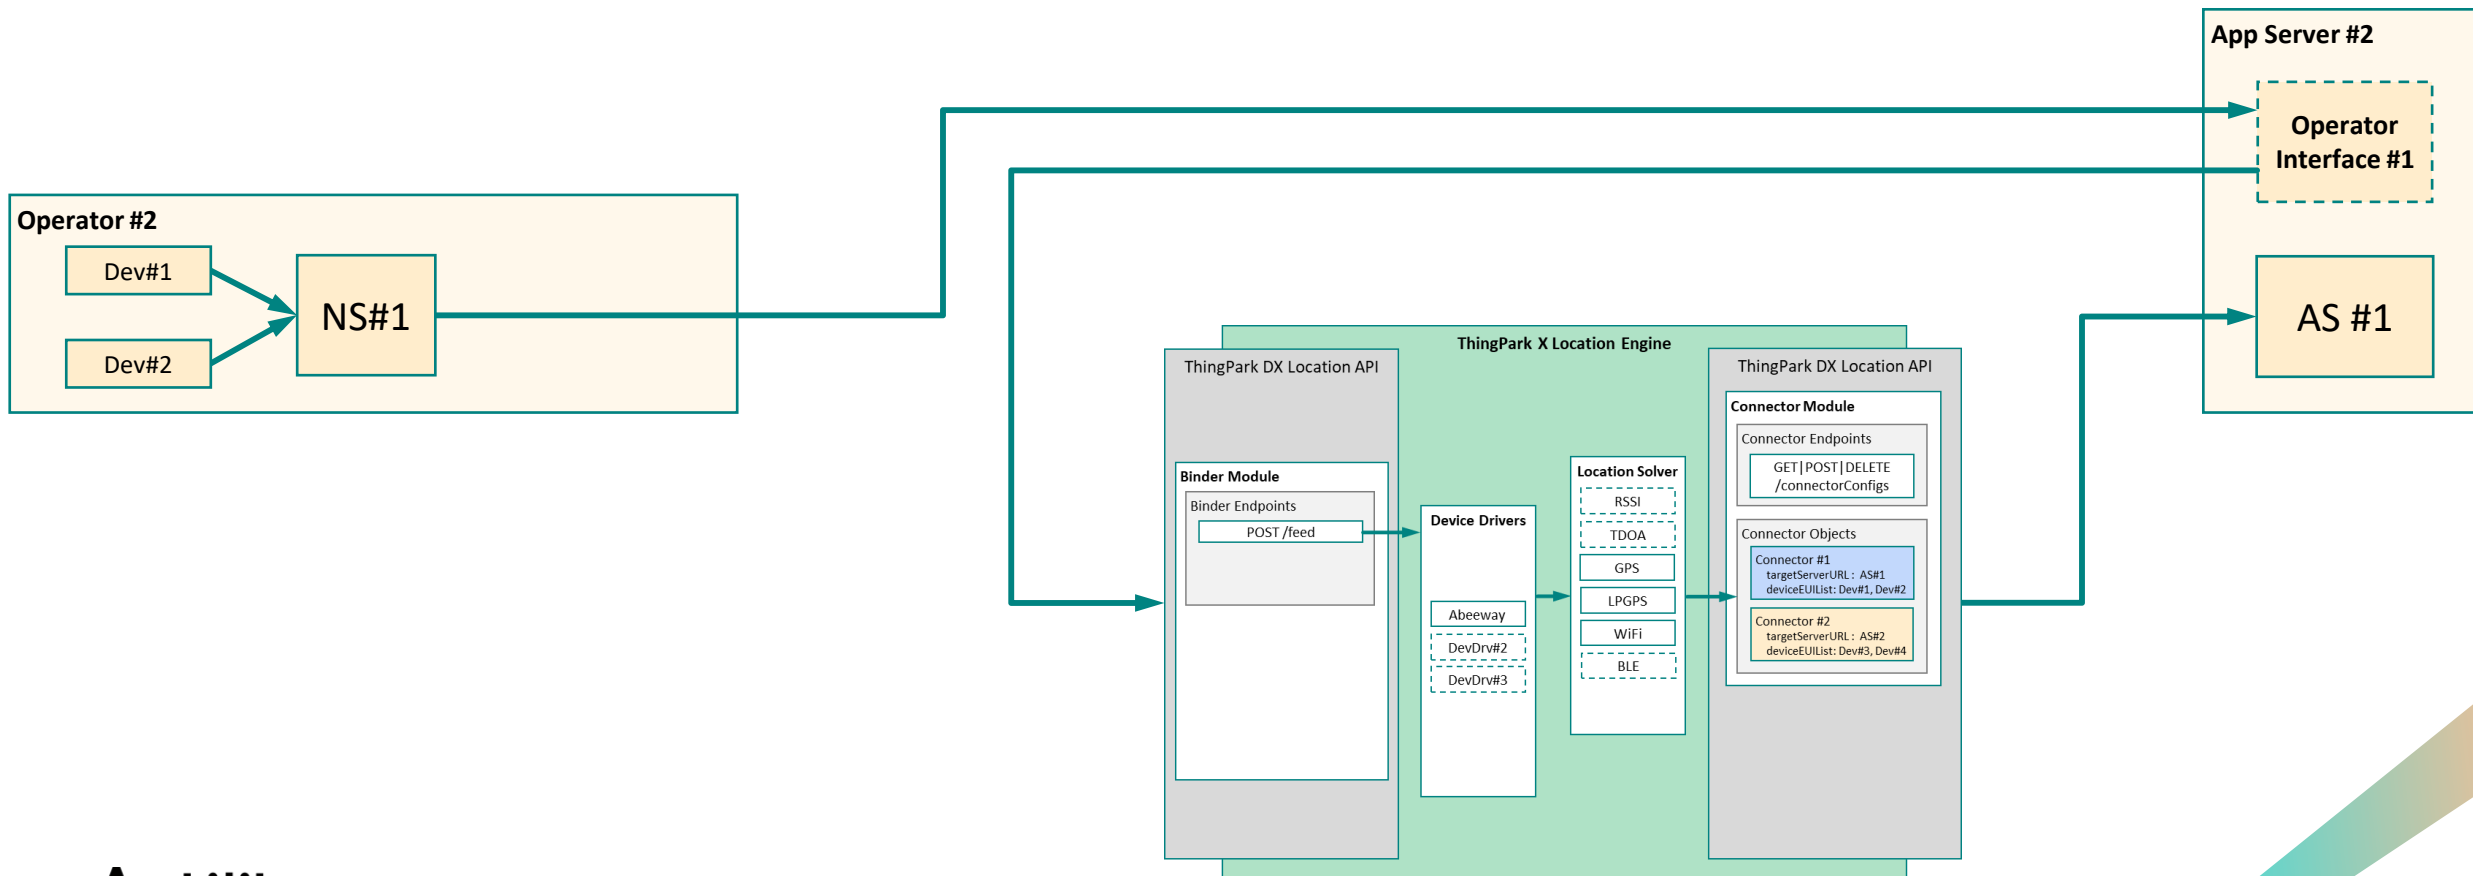 App Server #2
Operator
Interface #1
Operator #2
Dev#1
NS#1
Dev#2
AS #1
ThingPark X Location Engine
ThingPark DX Location API
Binder Module
Binder Endpoints
POST /feed
Device Drivers
Abeeway
DevDrv#2
DevDrv#3
Location Solver
RSSI
TDOA
GPS
LPGPS
WiFi
BLE
ThingPark DX Location API
Connector Module
Connector Endpoints
GET|POST|DELETE
/connectorConfigs
Connector Objects
Connector #1
targetServerURL : AS#1
deviceEUIList: Dev#1, Dev#2
Connector #2
targetServerURL : AS#2
deviceEUIList: Dev#3, Dev#4